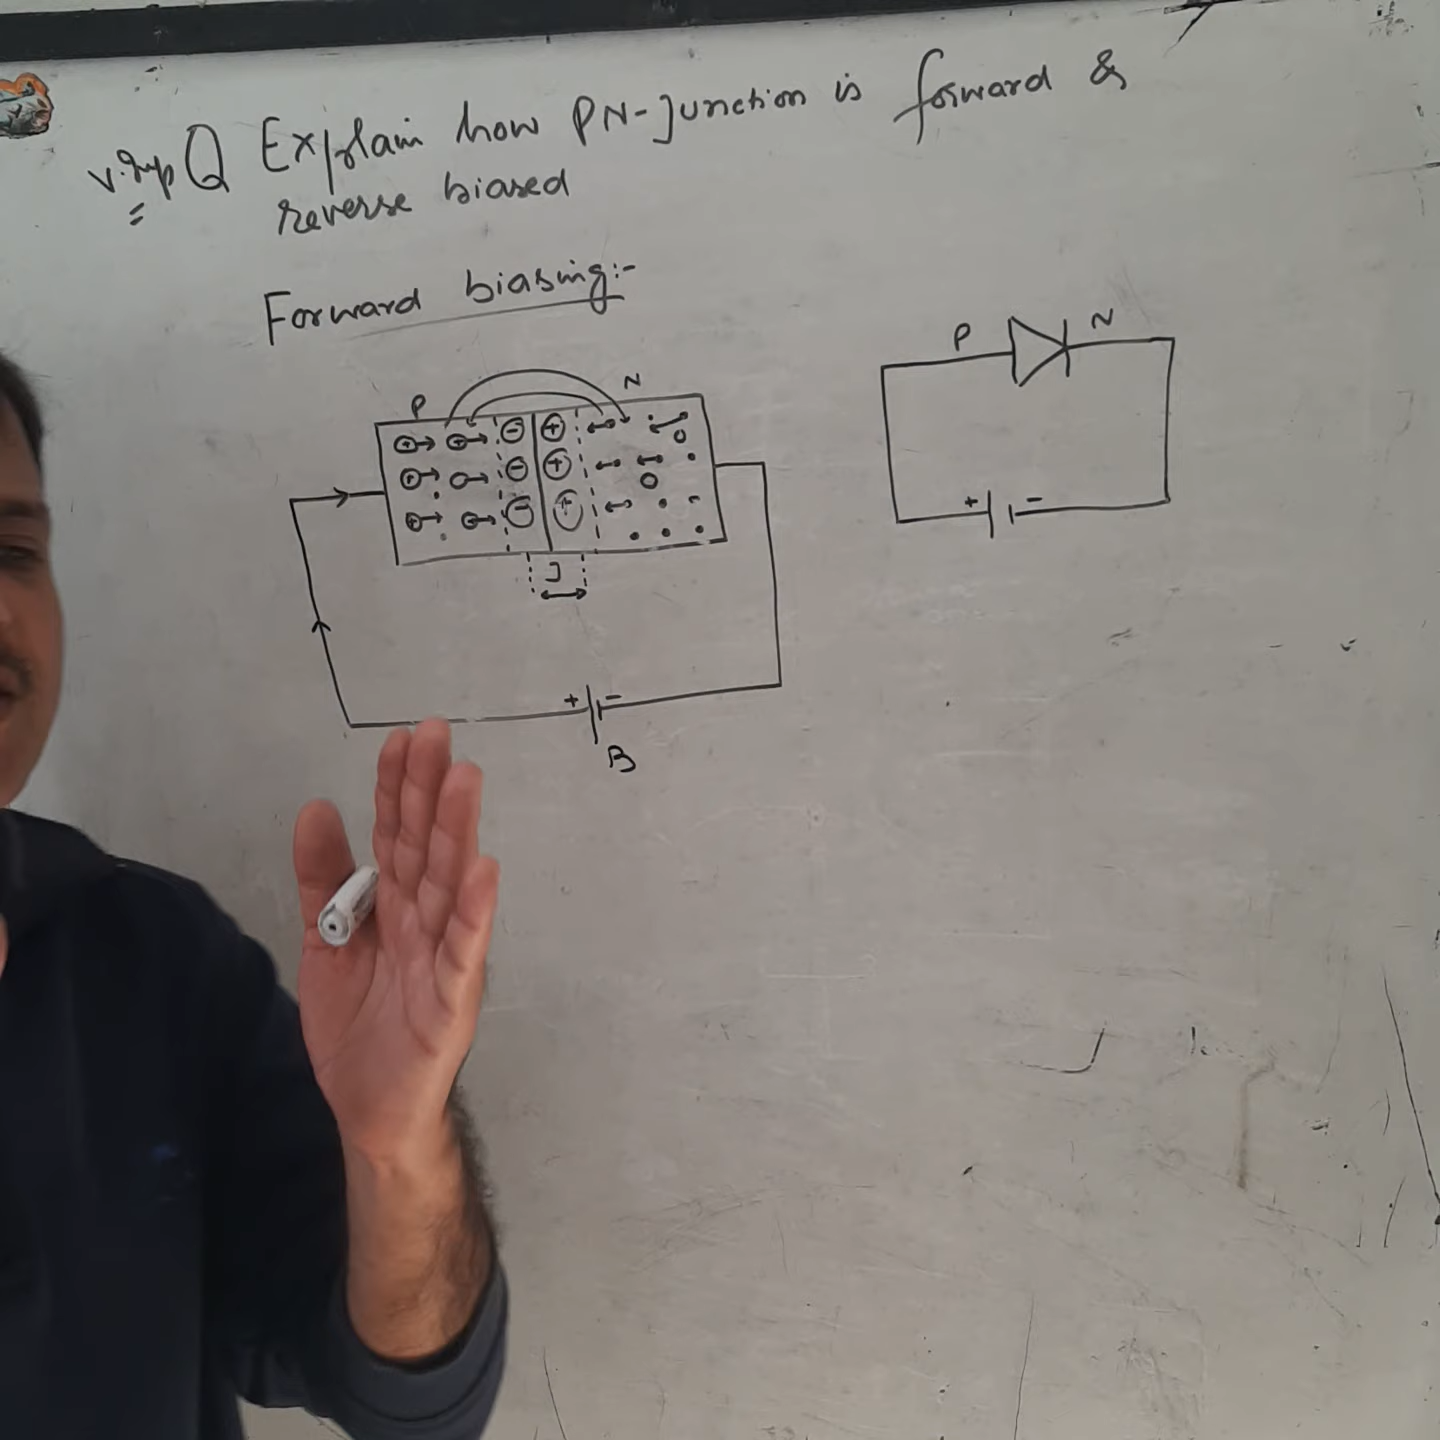 v.Imp Q Explain how PN-Junction is forward &
reverse biased
Forward biasing:-
P N
+ + - +
+ - +
+ + - +
J
+ -
B
P N
+ -